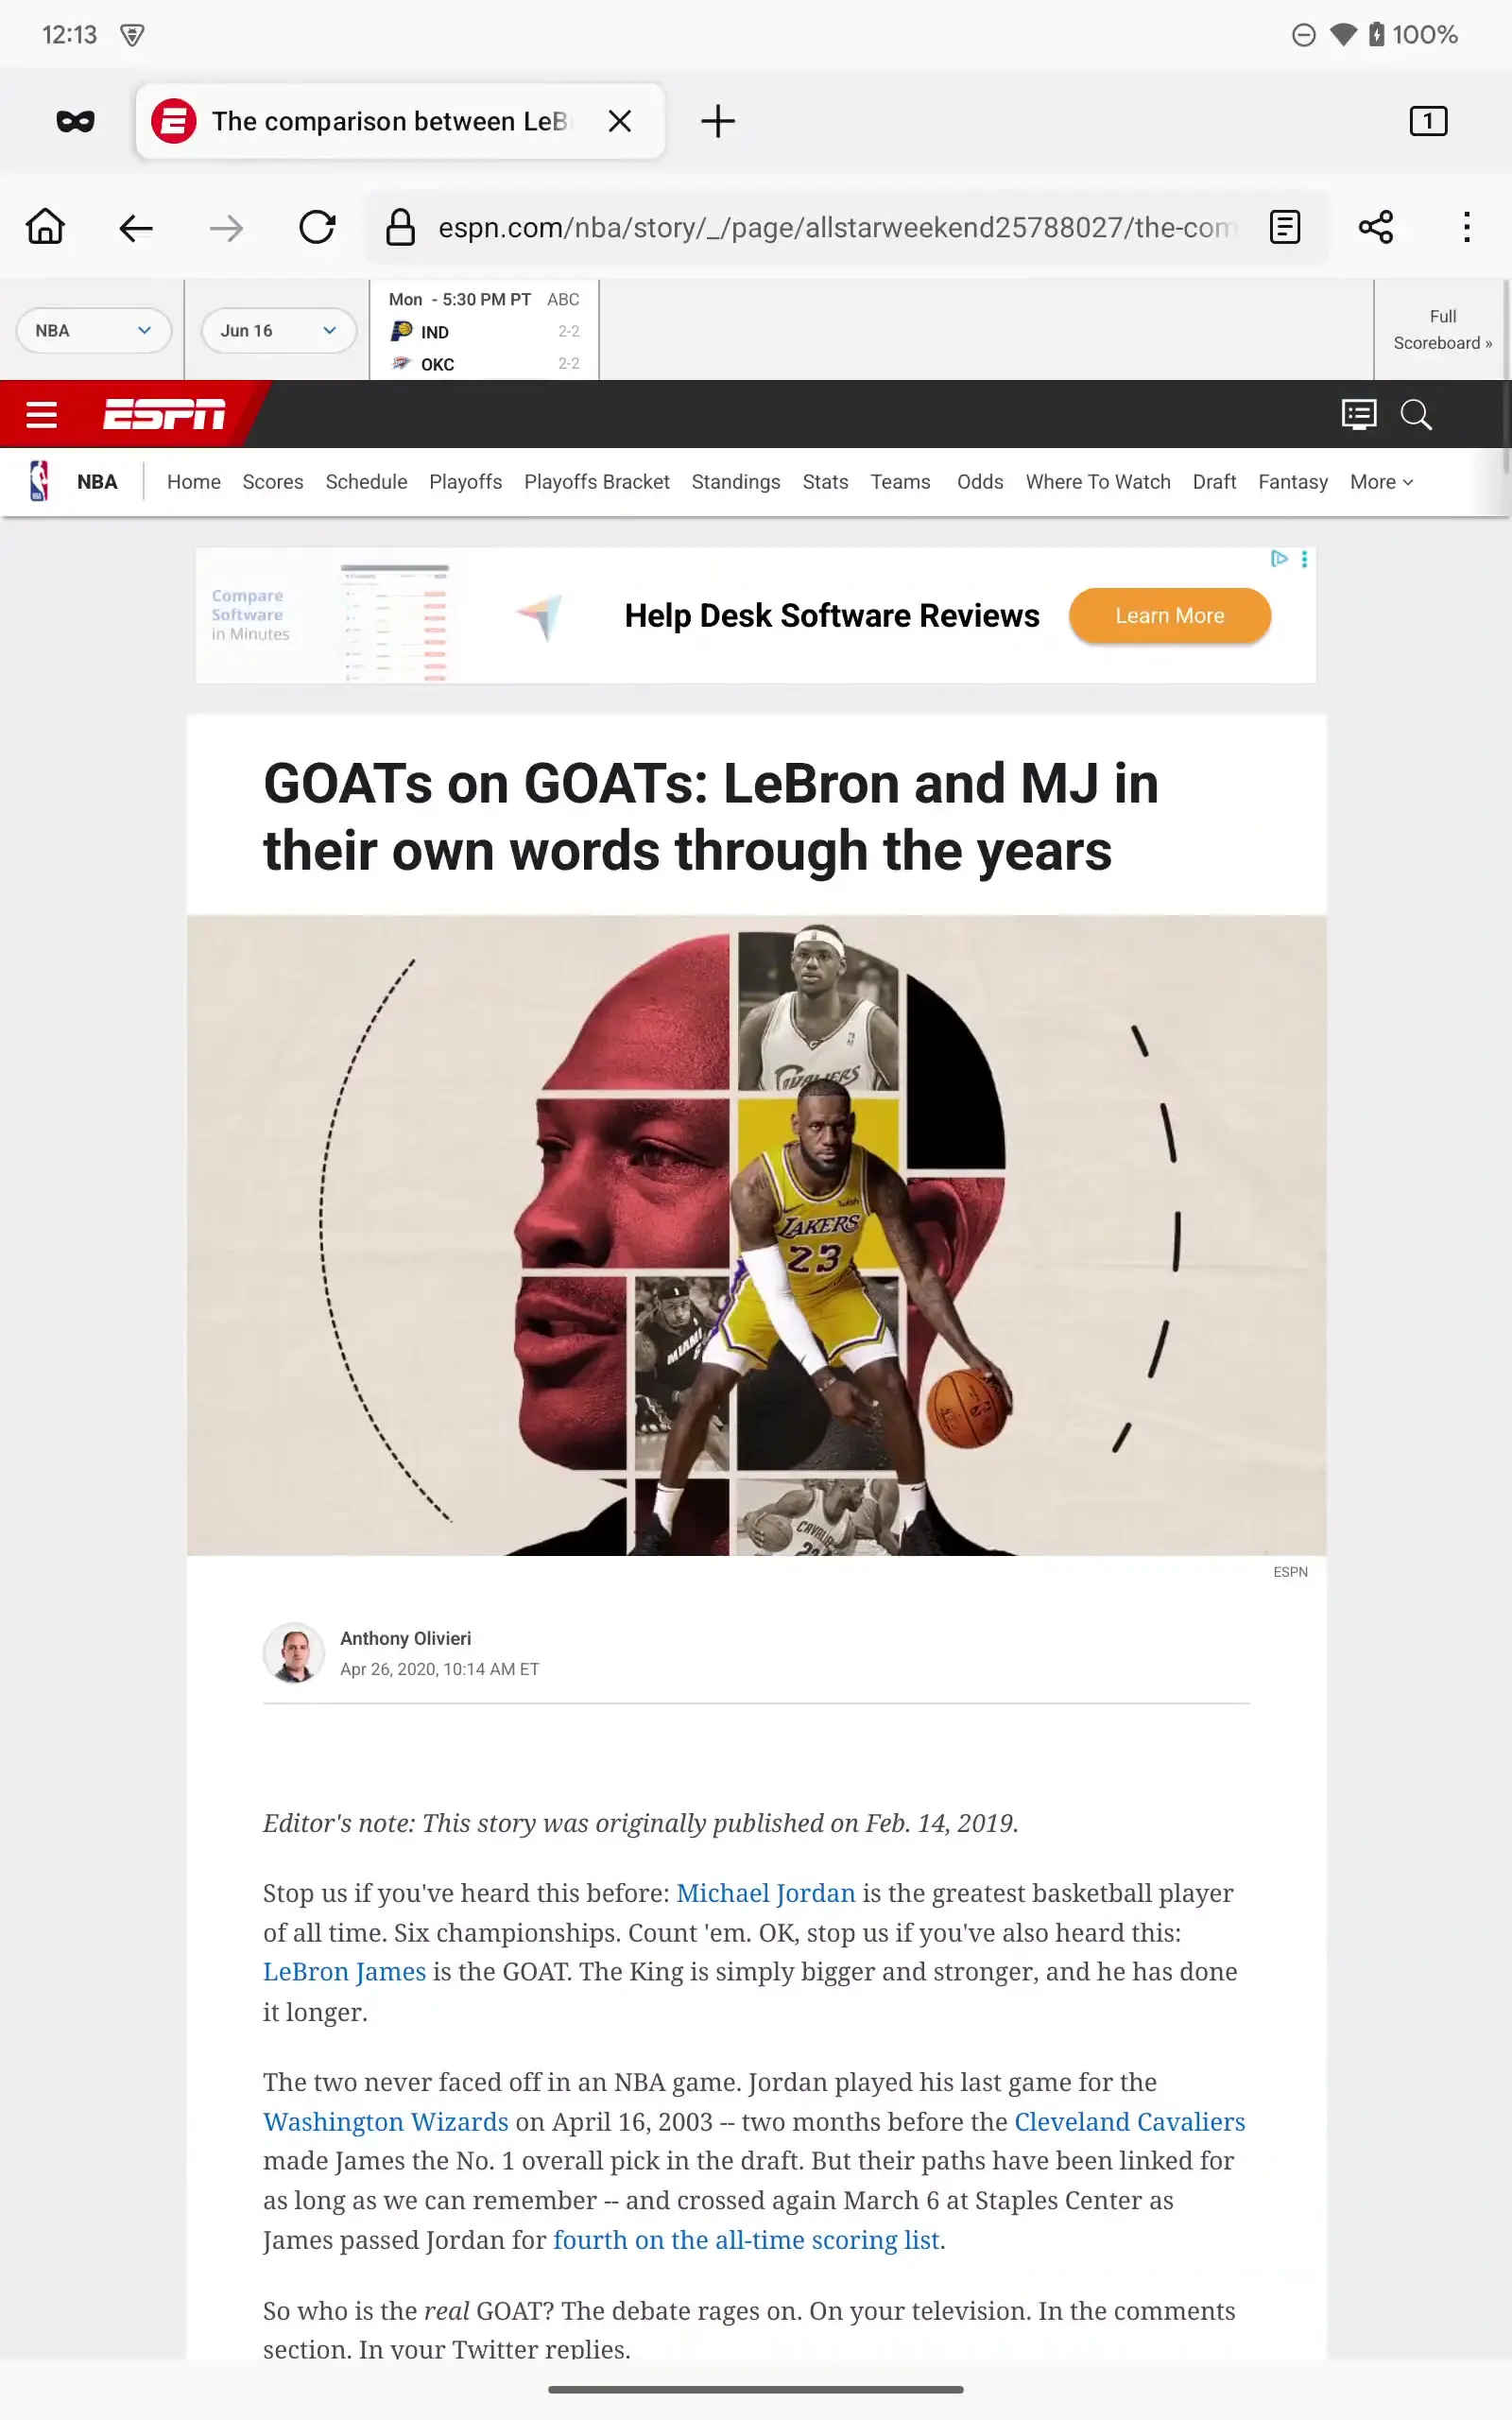 12:13
100%
The comparison between LeB
1
espn.com/nba/story/_/page/allstarweekend25788027/the-com
NBA
Jun 16
Mon - 5:30 PM PT ABC
IND 2-2
OKC 2-2
Full
Scoreboard »
ESPN
NBA Home Scores Schedule Playoffs Playoffs Bracket Standings Stats Teams Odds Where To Watch Draft Fantasy More
Compare
Software
in Minutes
Help Desk Software Reviews
Learn More
GOATs on GOATs: LeBron and MJ in
their own words through the years
CAVALIERS
LAKERS
23
MIAMI
ESPN
Anthony Olivieri
Apr 26, 2020, 10:14 AM ET
Editor's note: This story was originally published on Feb. 14, 2019.
Stop us if you've heard this before: Michael Jordan is the greatest basketball player
of all time. Six championships. Count 'em. OK, stop us if you've also heard this:
LeBron James is the GOAT. The King is simply bigger and stronger, and he has done
it longer.
The two never faced off in an NBA game. Jordan played his last game for the
Washington Wizards on April 16, 2003 -- two months before the Cleveland Cavaliers
made James the No. 1 overall pick in the draft. But their paths have been linked for
as long as we can remember -- and crossed again March 6 at Staples Center as
James passed Jordan for fourth on the all-time scoring list.
So who is the real GOAT? The debate rages on. On your television. In the comments
section. In your Twitter replies.